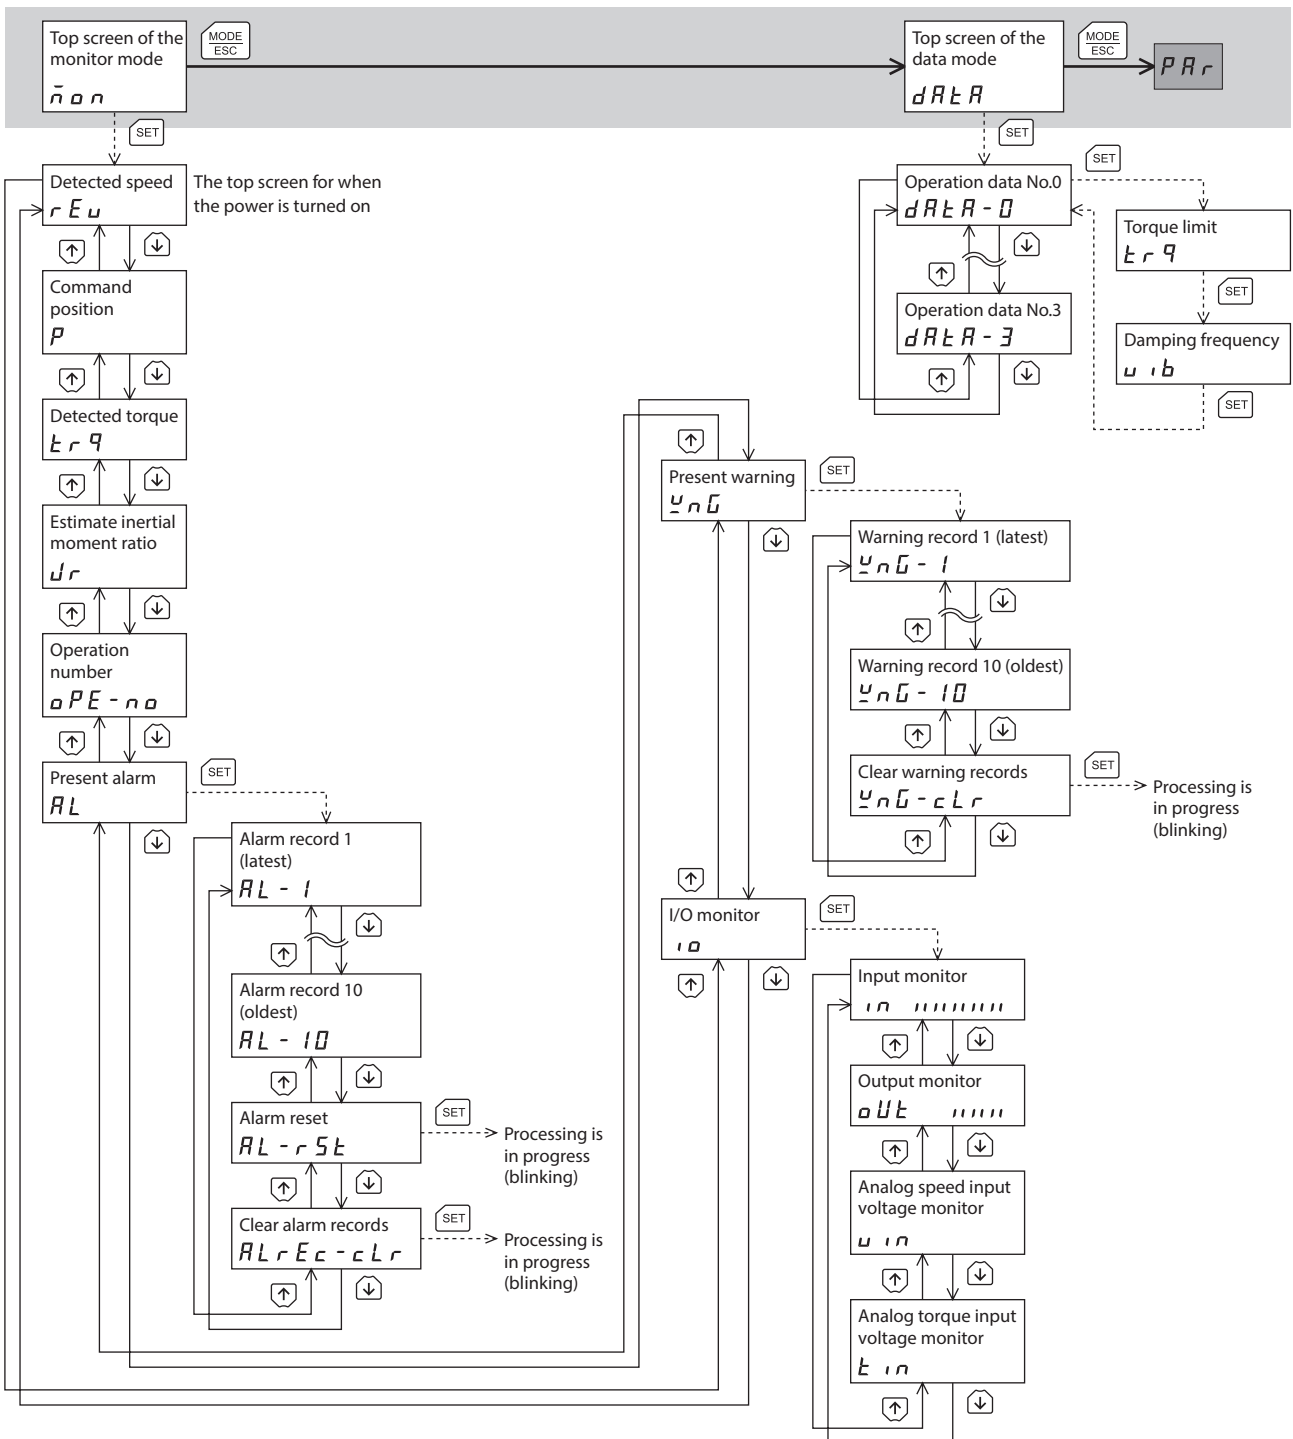 Top screen of the
monitor mode
mon
MODE
ESC
Top screen of the
data mode
dAtA
MODE
ESC
PAr
SET
SET
Detected speed
rEv
The top screen for when
the power is turned on
Command
position
P
Detected torque
trq
Estimate inertial
moment ratio
Jr
Operation
number
oPE-no
Present alarm
AL
SET
Alarm record 1
(latest)
AL-1
Alarm record 10
(oldest)
AL-10
Alarm reset
AL-rSt
SET
Processing is
in progress
(blinking)
Clear alarm records
ALrEc-cLr
SET
Processing is
in progress
(blinking)
Operation data No.0
dAtA-0
SET
Torque limit
trq
SET
Damping frequency
vib
SET
Operation data No.3
dAtA-3
Present warning
WnG
SET
Warning record 1 (latest)
WnG-1
Warning record 10 (oldest)
WnG-10
Clear warning records
WnG-cLr
SET
Processing is
in progress
(blinking)
I/O monitor
io
SET
Input monitor
in
Output monitor
oUt
Analog speed input
voltage monitor
vin
Analog torque input
voltage monitor
tin